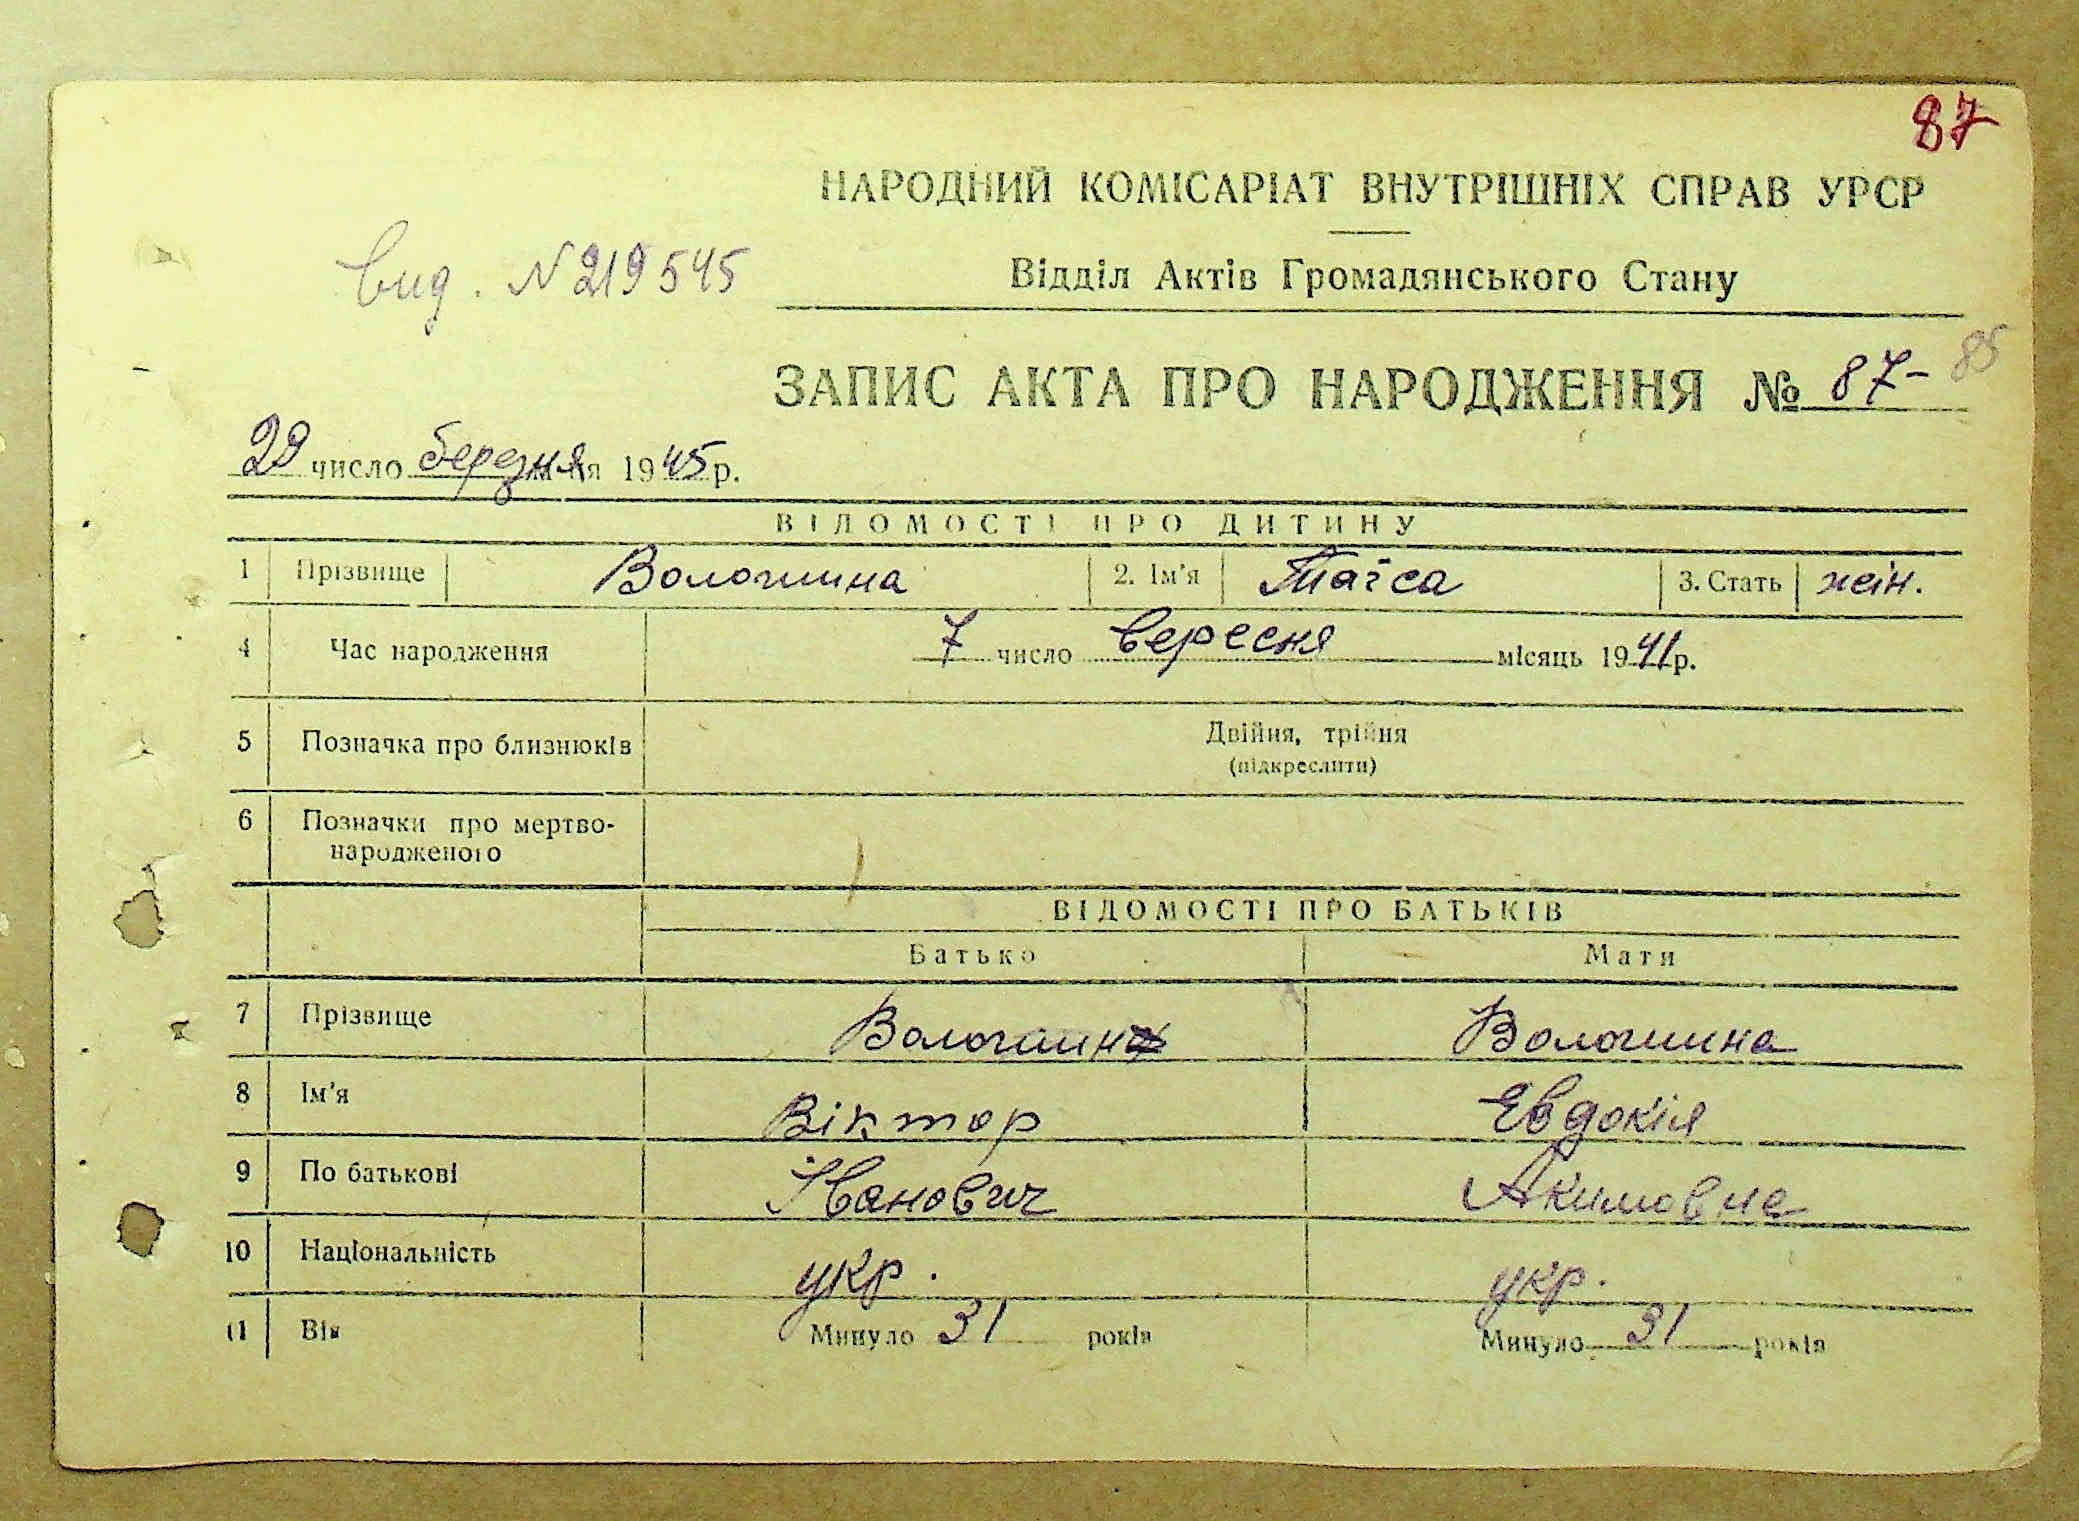 87
НАРОДНИЙ КОМІСАРІАТ ВНУТРІШНІХ СПРАВ УРСР
вид. N 219545
Відділ Актів Громадянського Стану
ЗАПИС АКТА ПРО НАРОДЖЕННЯ № 87- 85
29 число березня м-ця 1945 р.
ВІДОМОСТІ ПРО ДИТИНУ
1 Прізвище Волошина 2. Ім'я Таїса 3. Стать жін.
4 Час народження 7 число вересня місяць 1941 р.
5 Позначка про близнюків Двійня, трійня
(підкреслити)
6 Позначки про мертво-
народженого
ВІДОМОСТІ ПРО БАТЬКІВ
Батько Мати
7 Прізвище Волошин Волошина
8 Ім'я Віктор Евдокія
9 По батькові Іванович Акимовна
10 Національність укр. укр.
11 Вік Минуло 31 років Минуло 31 років